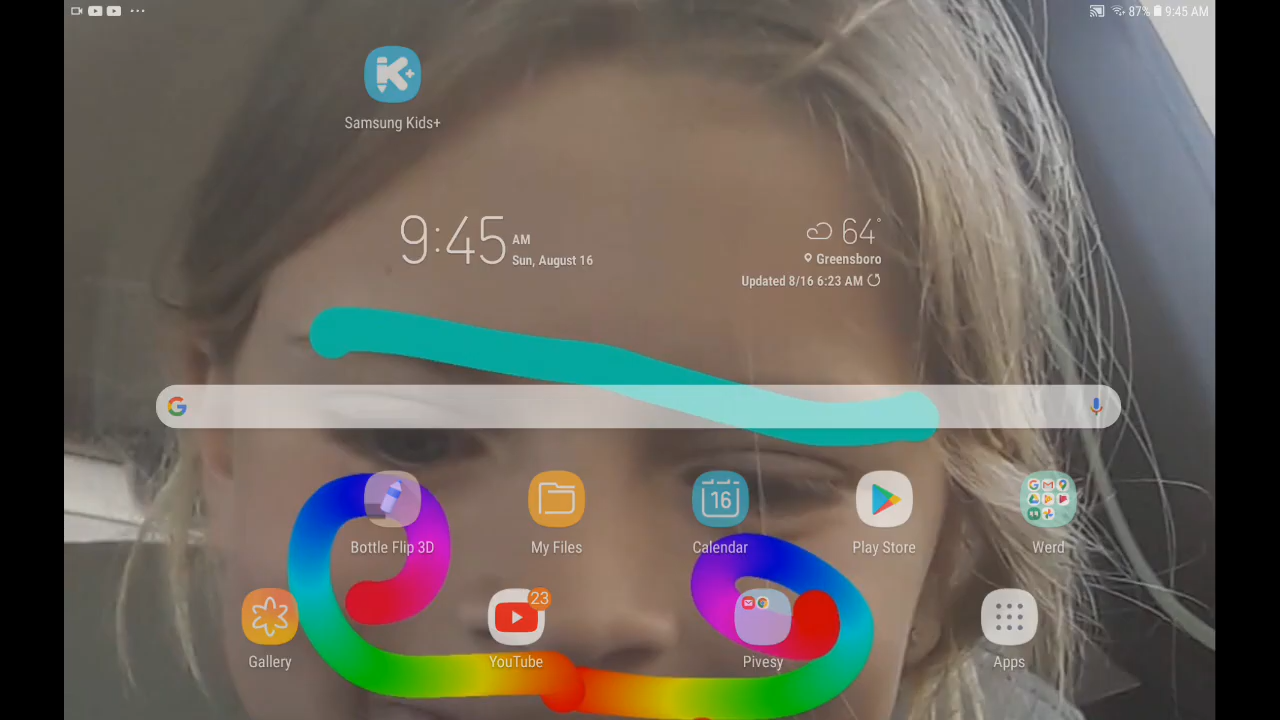 87% 9:45 AM
K+
Samsung Kids+
9:45 AM
Sun, August 16
64°
Greensboro
Updated 8/16 6:23 AM
G
16
Bottle Flip 3D
My Files
Calendar
Play Store
Werd
23
Gallery
YouTube
Pivesy
Apps